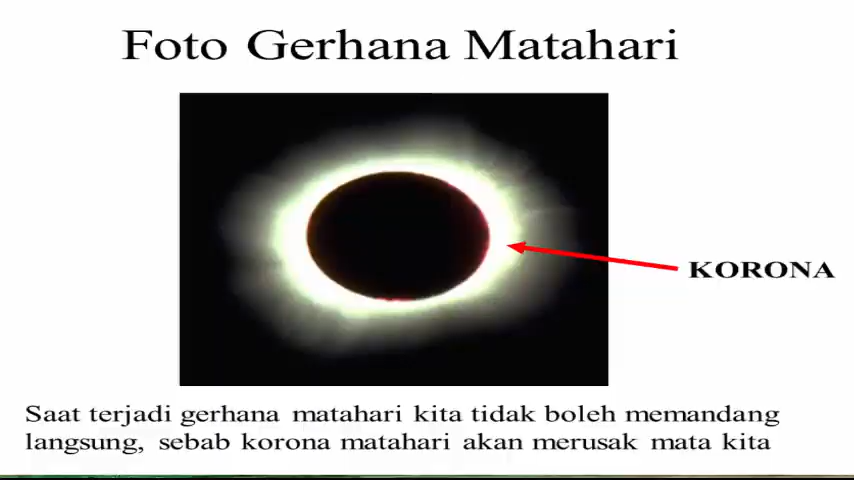 Foto Gerhana Matahari
KORONA
Saat terjadi gerhana matahari kita tidak boleh memandang
langsung, sebab korona matahari akan merusak mata kita